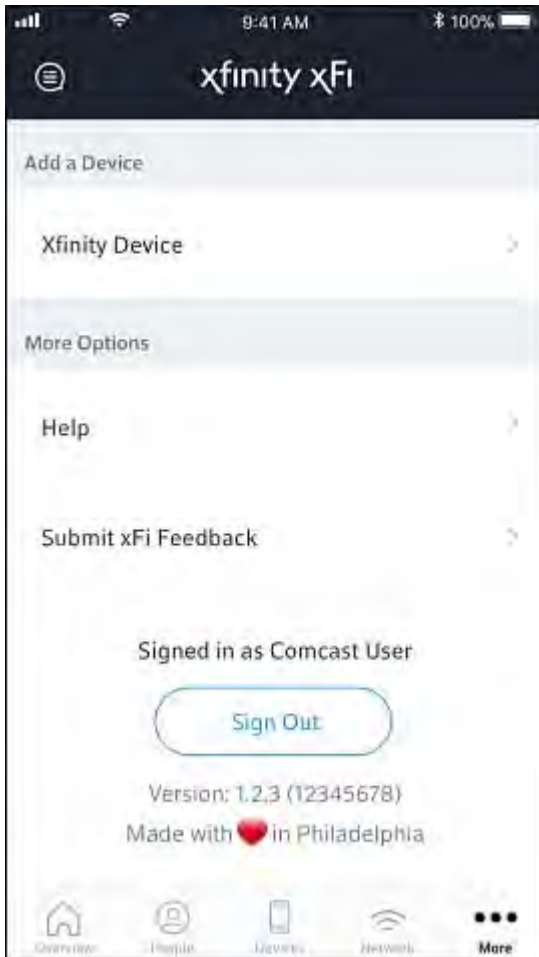 9:41 AM
100%
xfinity xFi
Add a Device
Xfinity Device
More Options
Help
Submit xFi Feedback
Signed in as Comcast User
Sign Out
Version: 1.2.3 (12345678)
Made with ❤ in Philadelphia
Overview People Devices Network More